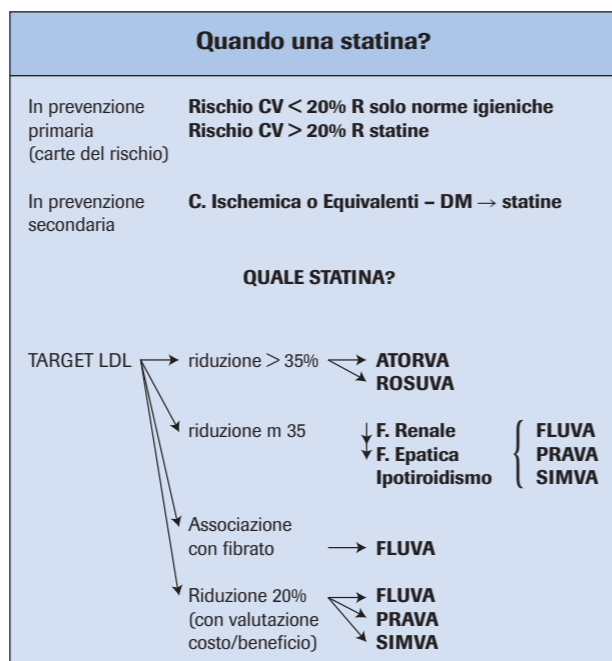 Quando una statina?
In prevenzione
primaria
(carte del rischio)
Rischio CV < 20% R solo norme igieniche
Rischio CV > 20% R statine
In prevenzione
secondaria
C. Ischemica o Equivalenti – DM → statine
QUALE STATINA?
TARGET LDL
riduzione > 35%
ATORVA
ROSUVA
riduzione m 35
F. Renale
F. Epatica
Ipotiroidismo
FLUVA
PRAVA
SIMVA
Associazione
con fibrato
FLUVA
Riduzione 20%
(con valutazione
costo/beneficio)
FLUVA
PRAVA
SIMVA